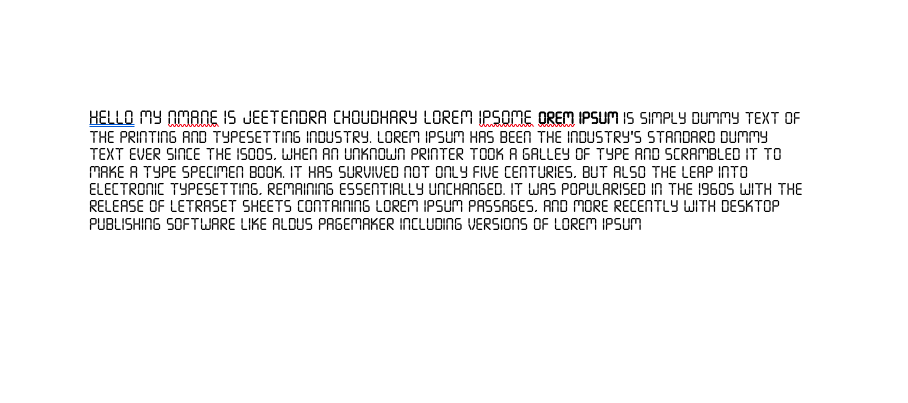 HELLO MY NMANE IS JEETENDRA CHOUDHARY LOREM IPSOME OREM IPSUM IS SIMPLY DUMMY TEXT OF
THE PRINTING AND TYPESETTING INDUSTRY. LOREM IPSUM HAS BEEN THE INDUSTRY'S STANDARD DUMMY
TEXT EVER SINCE THE 1500S, WHEN AN UNKNOWN PRINTER TOOK A GALLEY OF TYPE AND SCRAMBLED IT TO
MAKE A TYPE SPECIMEN BOOK. IT HAS SURVIVED NOT ONLY FIVE CENTURIES, BUT ALSO THE LEAP INTO
ELECTRONIC TYPESETTING, REMAINING ESSENTIALLY UNCHANGED. IT WAS POPULARISED IN THE 1960S WITH THE
RELEASE OF LETRASET SHEETS CONTAINING LOREM IPSUM PASSAGES, AND MORE RECENTLY WITH DESKTOP
PUBLISHING SOFTWARE LIKE ALDUS PAGEMAKER INCLUDING VERSIONS OF LOREM IPSUM